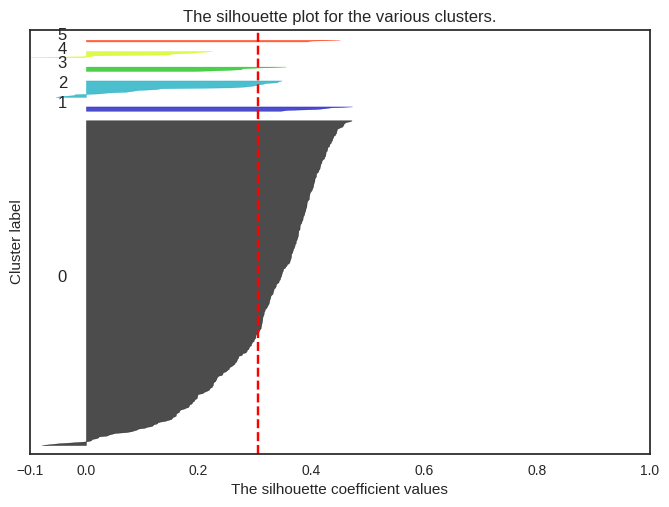 The silhouette plot for the various clusters.
5
4
3
2
1
0
Cluster label
−0.1 0.0 0.2 0.4 0.6 0.8 1.0
The silhouette coefficient values